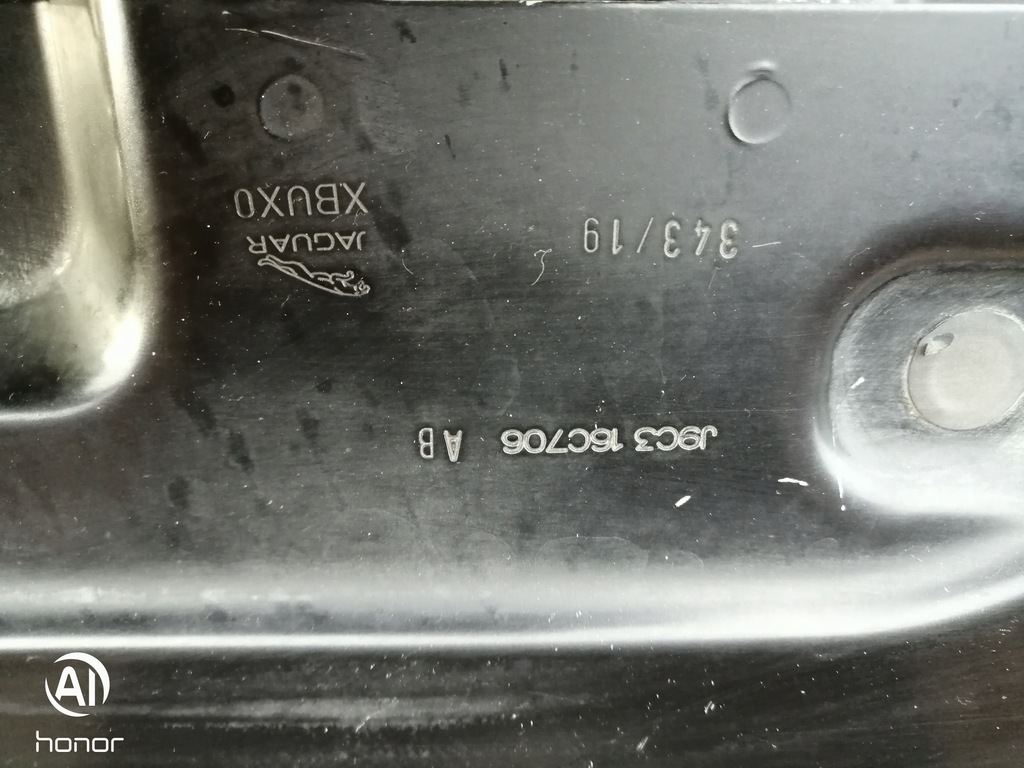 J9C3 16C706 AB
JAGUAR
XBUX0
343/19
AI
honor